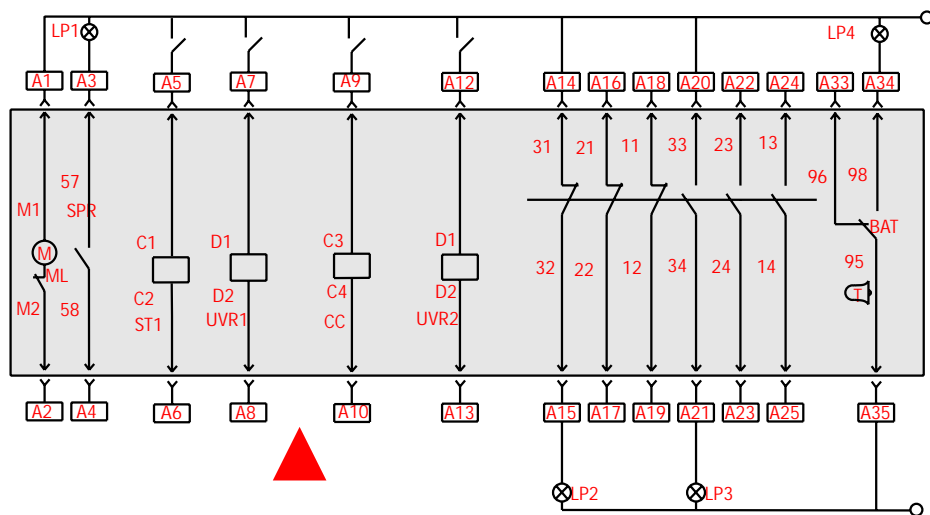 LP1
LP4
A1 A3 A5 A7 A9 A12 A14 A16 A18 A20 A22 A24 A33 A34
31 21 11 33 23 13
57 96 98
M1 SPR
BAT
C1 D1 C3 D1
M
95
32 22 12 34 24 14
ML
C2 D2 C4 D2
T
M2 58
ST1 UVR1 CC UVR2
A2 A4 A6 A8 A10 A13 A15 A17 A19 A21 A23 A25 A35
LP2 LP3